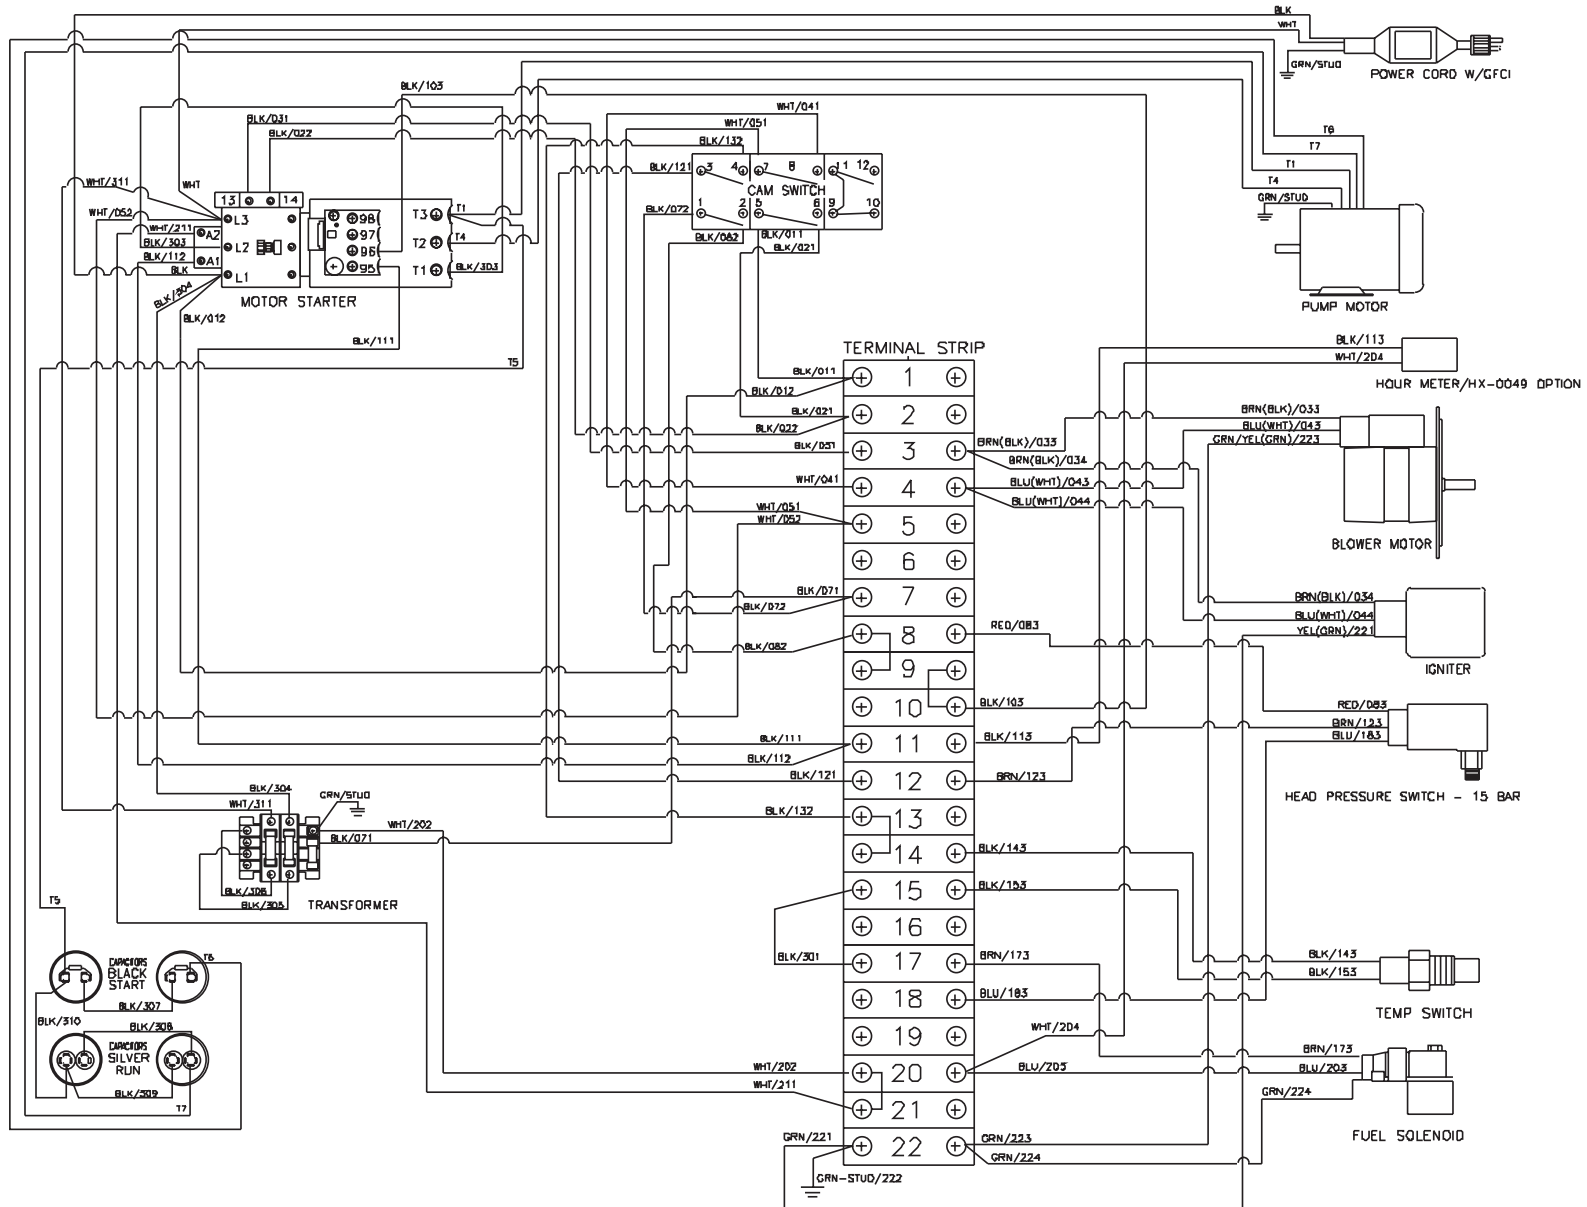 BLK
WHT
GRN/STUD
POWER CORD W/GFCI
BLK/103
WHT/041
BLK/031
WHT/051
BLK/022
BLK/132
T8
T7
T1
T4
GRN/STUD
PUMP MOTOR
WHT/311
WHT
BLK/121
3 4 7 8 11 12
CAM SWITCH
1 2 5 6 9 10
BLK/072
BLK/082
BLK/011
BLK/021
13 14
WHT/052
L3
WHT/211
A2
BLK/303
L2
BLK/112
A1
BLK
L1
98
97
96
95
T3
T1
T2
T4
T1
BLK/303
BLK/304
MOTOR STARTER
BLK/012
BLK/111
T5
TERMINAL STRIP
BLK/113
WHT/204
HOUR METER/HX-0049 OPTION
BLK/011
1
BLK/012
BLK/021
2
BLK/022
BLK/031
3
BRN(BLK)/033
BRN(BLK)/034
BRN(BLK)/033
BLU(WHT)/043
GRN/YEL(GRN)/223
WHT/041
4
BLU(WHT)/043
BLU(WHT)/044
BLOWER MOTOR
WHT/051
WHT/052
5
6
BLK/071
7
BLK/072
BRN(BLK)/034
BLU(WHT)/044
YEL(GRN)/221
IGNITER
RED/083
8
BLK/082
9
10
BLK/103
RED/083
BRN/123
BLU/183
HEAD PRESSURE SWITCH - 15 BAR
BLK/111
11
BLK/113
BLK/112
BLK/121
12
BRN/123
BLK/132
13
14
BLK/143
15
BLK/153
16
BLK/301
17
BRN/173
18
BLU/183
BLK/143
BLK/153
TEMP SWITCH
BLK/304
WHT/311
GRN/STUD
WHT/202
BLK/071
BLK/306
BLK/305
TRANSFORMER
T5
T6
CAPACITORS
BLACK
START
BLK/307
BLK/310
BLK/308
CAPACITORS
SILVER
RUN
BLK/309
T7
19
WHT/204
WHT/202
20
BLU/205
WHT/211
21
BRN/173
BLU/203
GRN/224
FUEL SOLENOID
GRN/221
22
GRN/223
GRN/224
GRN-STUD/222